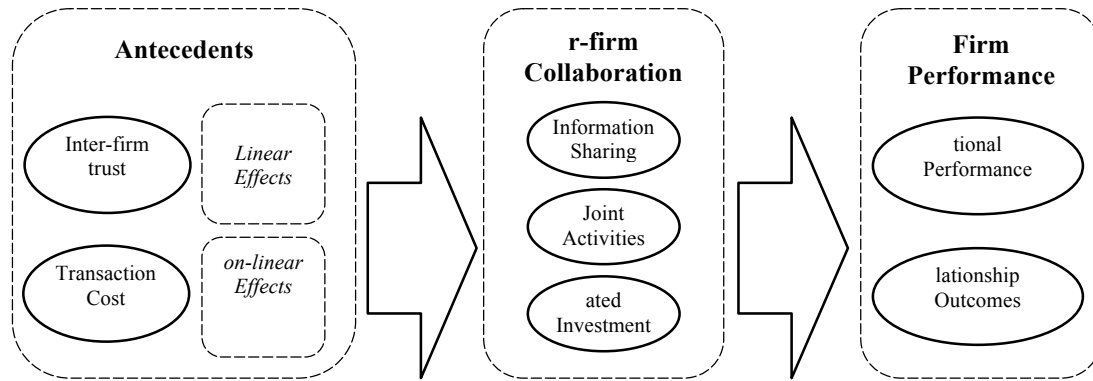 Antecedents
Inter-firm
trust
Linear
Effects
Transaction
Cost
on-linear
Effects
r-firm
Collaboration
Information
Sharing
Joint
Activities
ated
Investment
Firm
Performance
tional
Performance
lationship
Outcomes